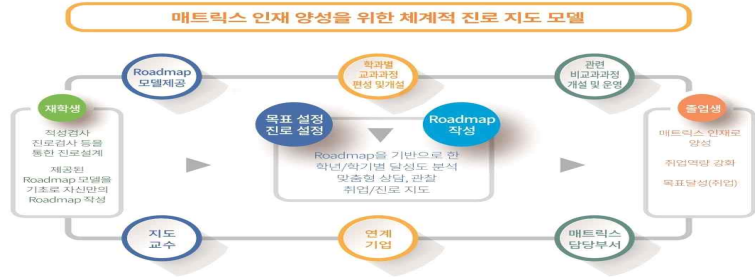 매트릭스 인재 양성을 위한 체계적 진로 지도 모델
Roadmap
모델제공
학과별
교과과정
편성 및개설
관련
비교과과정
개설 및 운영
재학생
적성검사
진로검사 등을
통한 진로설계
제공된
Roadmap 모델을
기초로 자신만의
Roadmap 작성
목표 설정
진로 설정
Roadmap
작성
Roadmap을 기반으로 한
학년/학기별 달성도 분석
맞춤형 상담, 관찰
취업/진로 지도
졸업생
매트릭스 인재로
양성
취업역량 강화
목표달성(취업)
지도
교수
연계
기업
매트릭스
담당부서